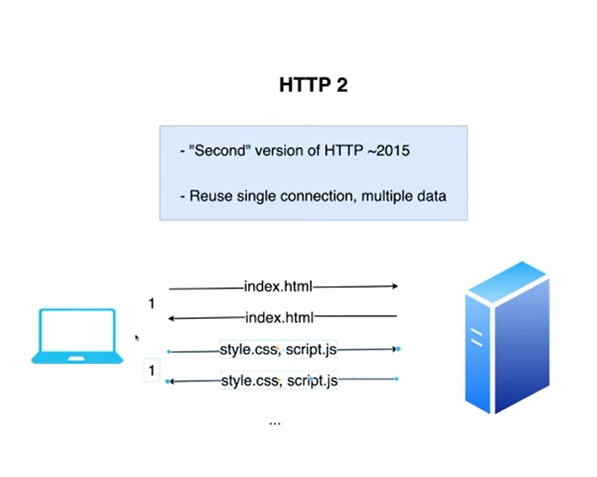 HTTP 2
- "Second" version of HTTP ~2015
- Reuse single connection, multiple data
index.html
1
index.html
style.css, script.js
1
style.css, script.js
...